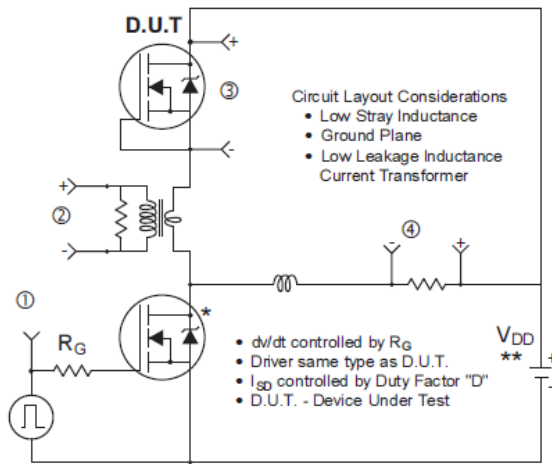 D.U.T
+
③
-
Circuit Layout Considerations
• Low Stray Inductance
• Ground Plane
• Low Leakage Inductance
Current Transformer
+
②
-
④
-
+
①
RG
*
• dv/dt controlled by RG
• Driver same type as D.U.T.
• ISD controlled by Duty Factor "D"
• D.U.T. - Device Under Test
VDD
**
+
-